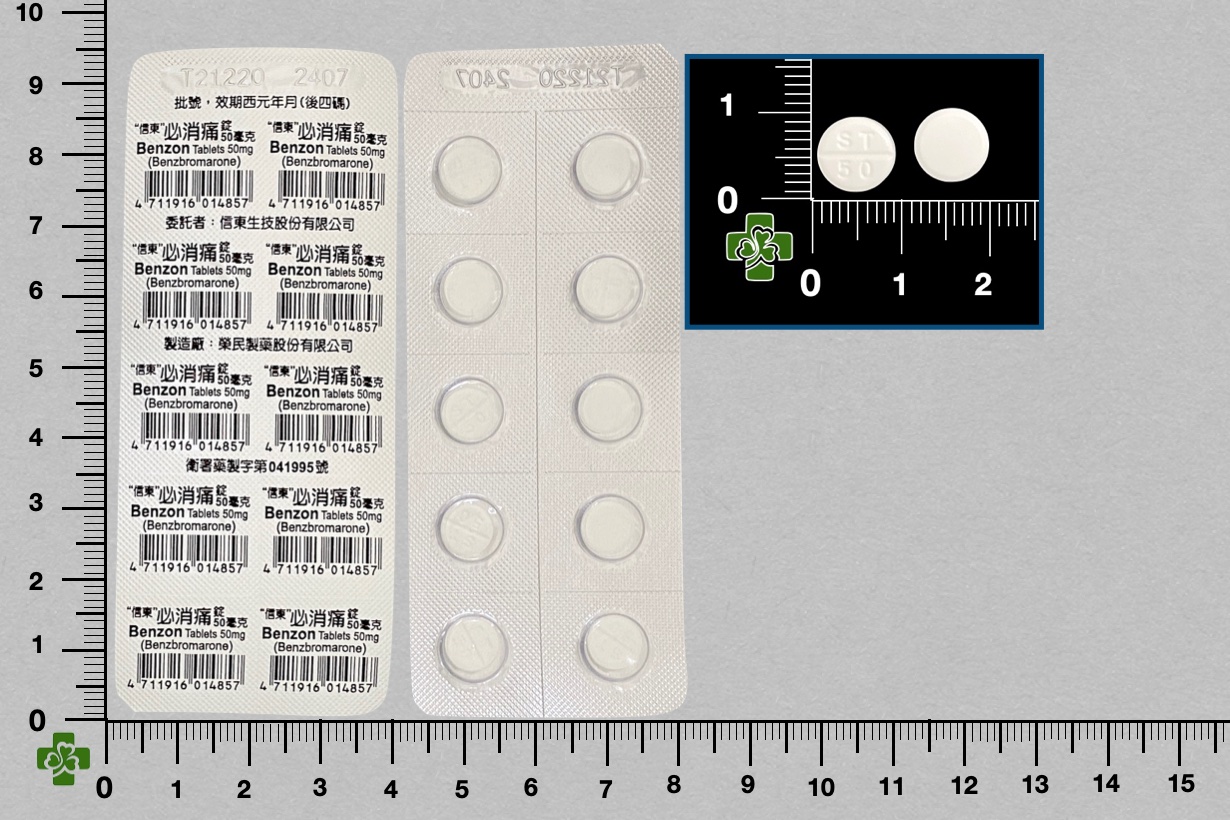 T21220 2407
批號，效期西元年月(後四碼)
"信東"必消痛錠50毫克 "信東"必消痛錠50毫克
Benzon Tablets 50mg Benzon Tablets 50mg
(Benzbromarone) (Benzbromarone)
4 711916 014857 4 711916 014857
委託者：信東生技股份有限公司
"信東"必消痛錠50毫克 "信東"必消痛錠50毫克
Benzon Tablets 50mg Benzon Tablets 50mg
(Benzbromarone) (Benzbromarone)
4 711916 014857 4 711916 014857
製造廠：榮民製藥股份有限公司
"信東"必消痛錠50毫克 "信東"必消痛錠50毫克
Benzon Tablets 50mg Benzon Tablets 50mg
(Benzbromarone) (Benzbromarone)
4 711916 014857 4 711916 014857
衛署藥製字第041995號
"信東"必消痛錠50毫克 "信東"必消痛錠50毫克
Benzon Tablets 50mg Benzon Tablets 50mg
(Benzbromarone) (Benzbromarone)
4 711916 014857 4 711916 014857
"信東"必消痛錠50毫克 "信東"必消痛錠50毫克
Benzon Tablets 50mg Benzon Tablets 50mg
(Benzbromarone) (Benzbromarone)
4 711916 014857 4 711916 014857
T21220 2407
ST
50
1
0
0 1 2
10
9
8
7
6
5
4
3
2
1
0
0 1 2 3 4 5 6 7 8 9 10 11 12 13 14 15